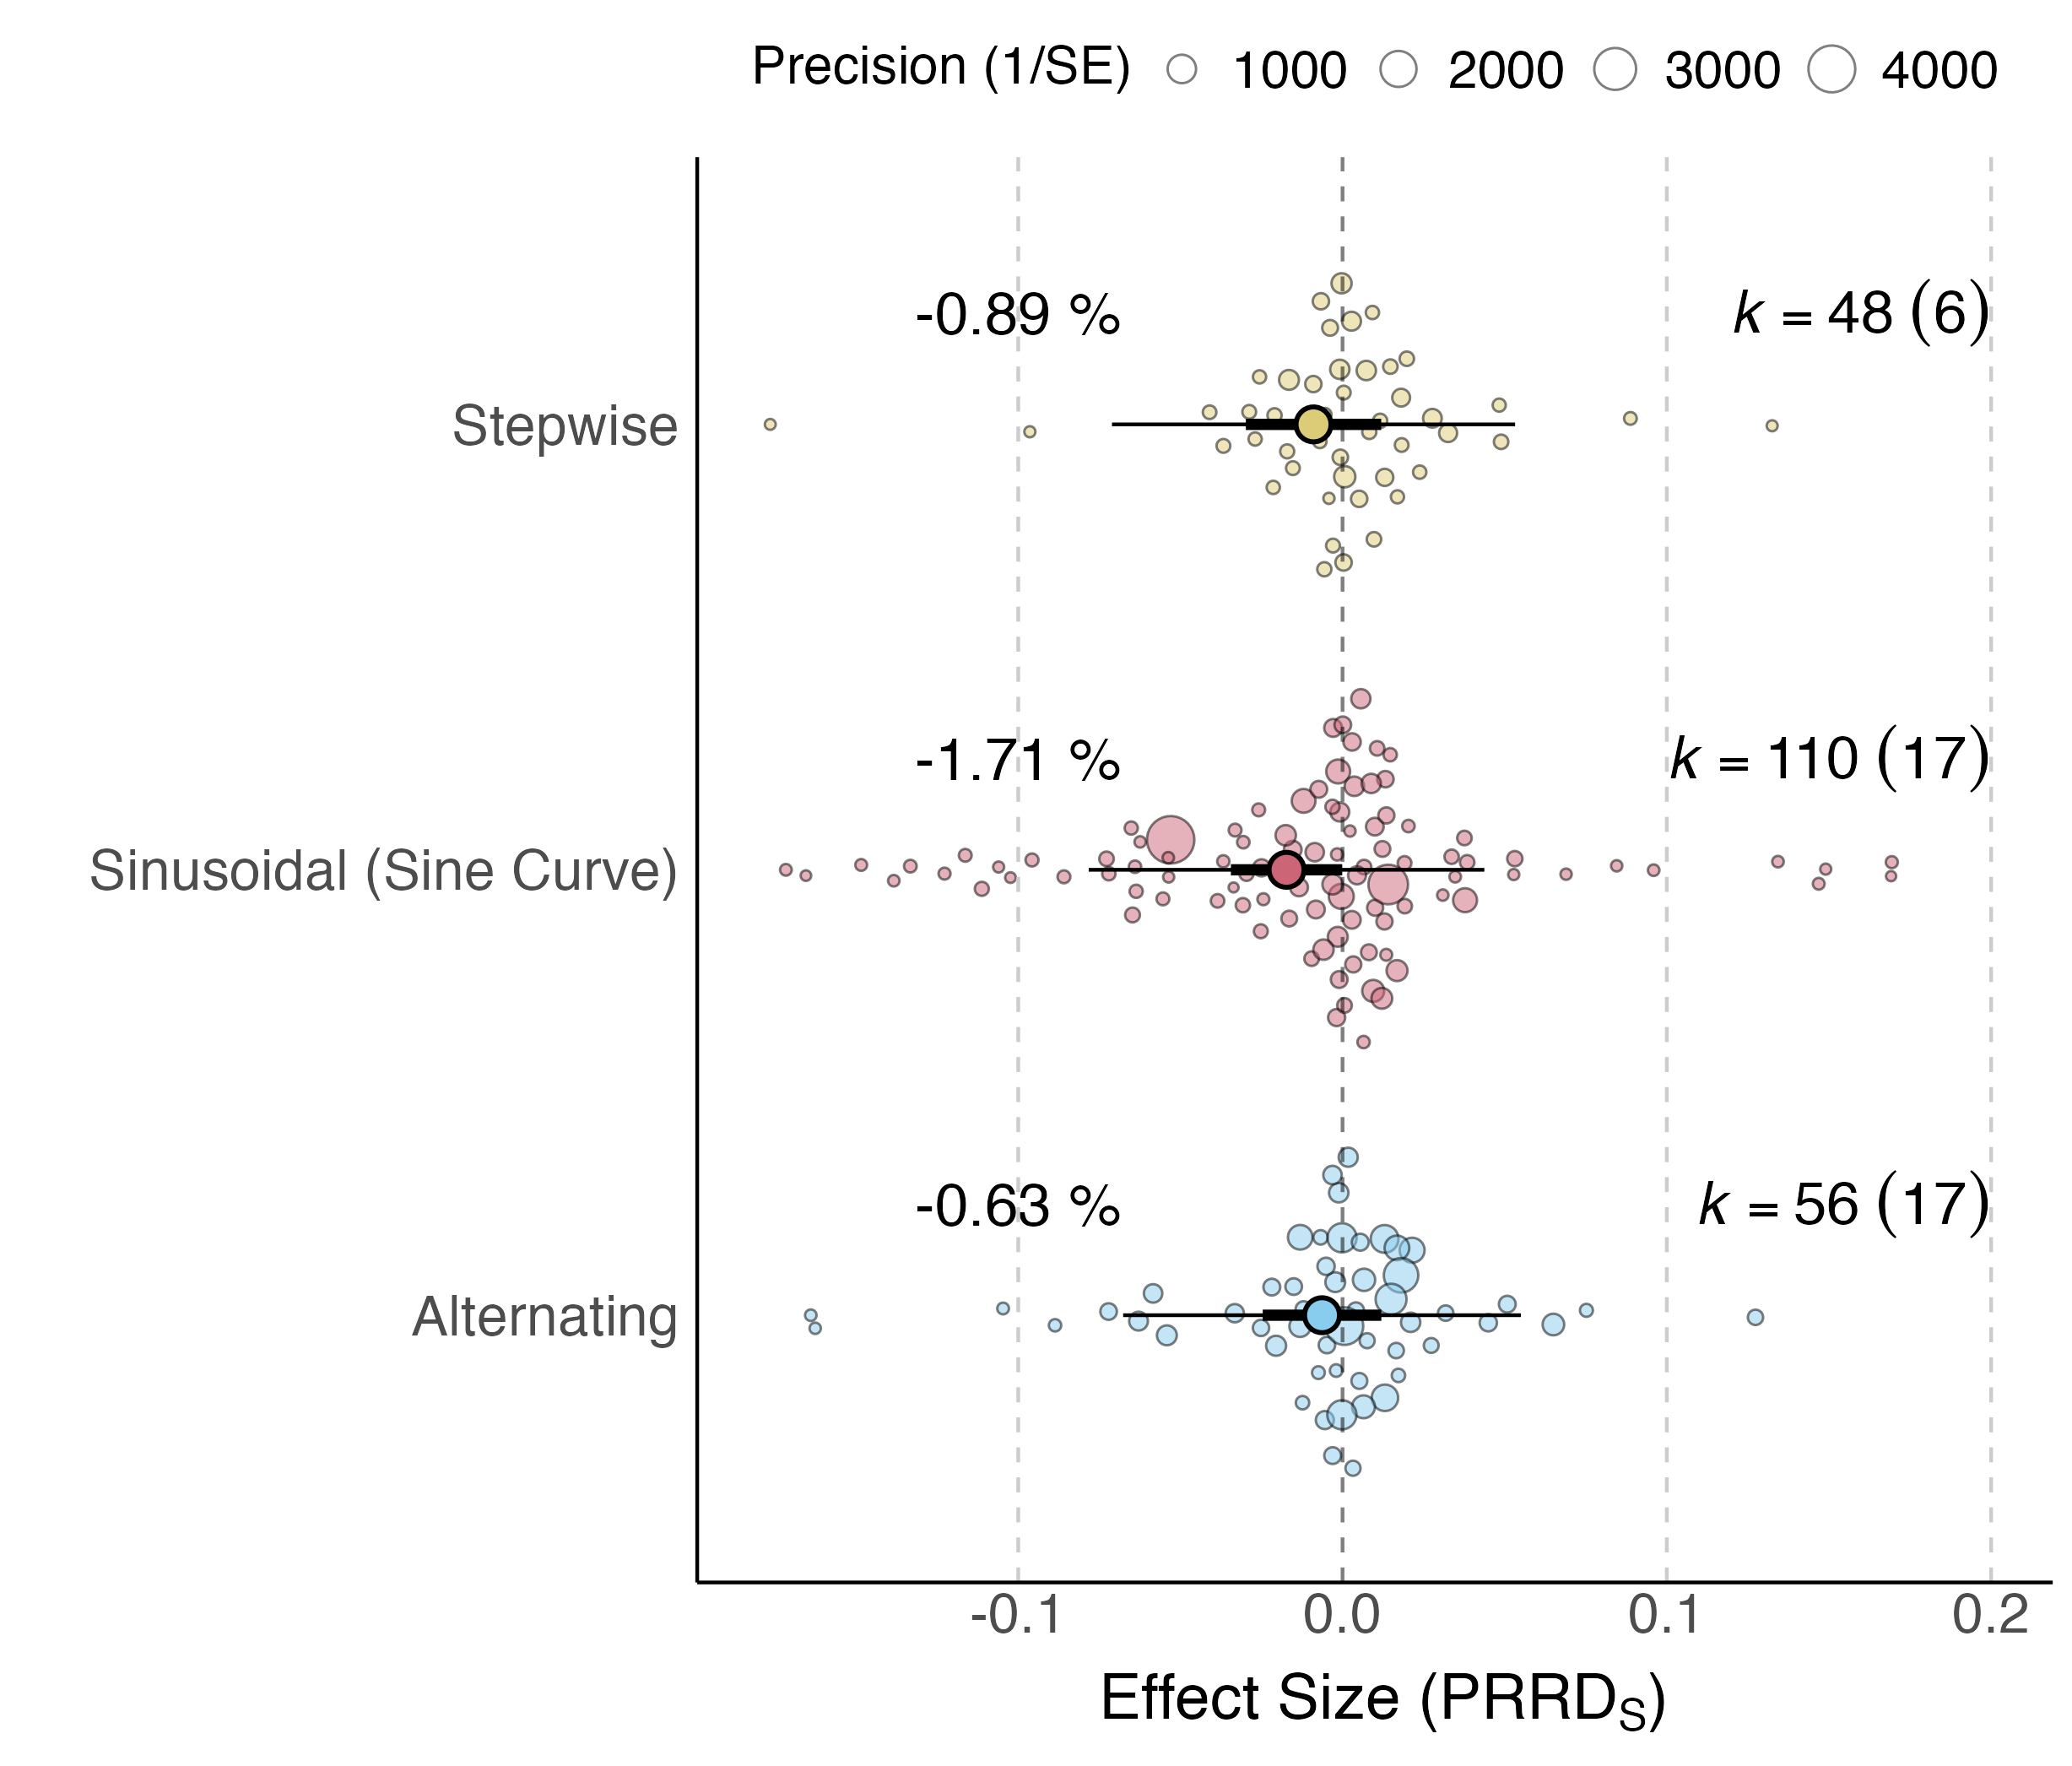 Precision (1/SE) 1000 2000 3000 4000
-0.89 % k = 48 (6)
Stepwise
-1.71 % k = 110 (17)
Sinusoidal (Sine Curve)
-0.63 % k = 56 (17)
Alternating
-0.1 0.0 0.1 0.2
Effect Size (PRRDS)